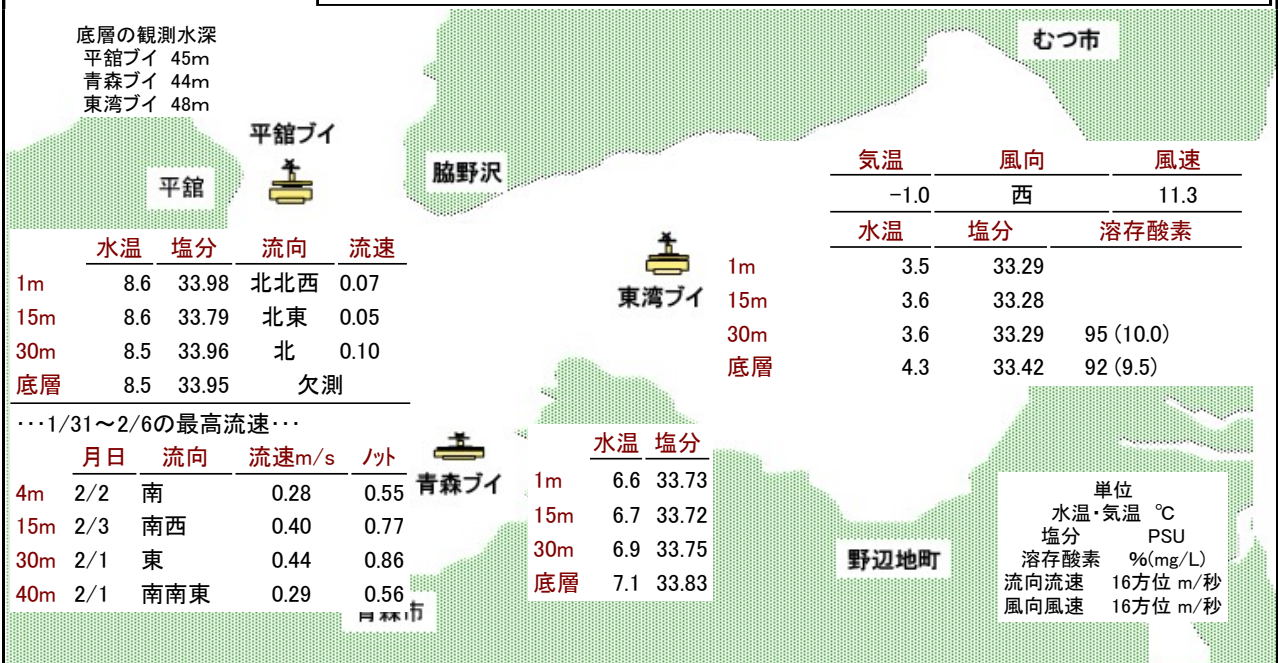 底層の観測水深
平舘ブイ 45m
青森ブイ 44m
東湾ブイ 48m
むつ市
平舘ブイ
平舘
脇野沢
気温 風向 風速
-1.0 西 11.3
水温 塩分 溶存酸素
1m 3.5 33.29
15m 3.6 33.28
30m 3.6 33.29 95 (10.0)
底層 4.3 33.42 92 (9.5)
東湾ブイ
水温 塩分 流向 流速
1m 8.6 33.98 北北西 0.07
15m 8.6 33.79 北東 0.05
30m 8.5 33.96 北 0.10
底層 8.5 33.95 欠測
…1/31～2/6の最高流速…
月日 流向 流速m/s ノット
4m 2/2 南 0.28 0.55
15m 2/3 南西 0.40 0.77
30m 2/1 東 0.44 0.86
40m 2/1 南南東 0.29 0.56
青森ブイ
水温 塩分
1m 6.6 33.73
15m 6.7 33.72
30m 6.9 33.75
底層 7.1 33.83
青森市
野辺地町
単位
水温・気温 ℃
塩分 PSU
溶存酸素 %(mg/L)
流向流速 16方位 m/秒
風向風速 16方位 m/秒